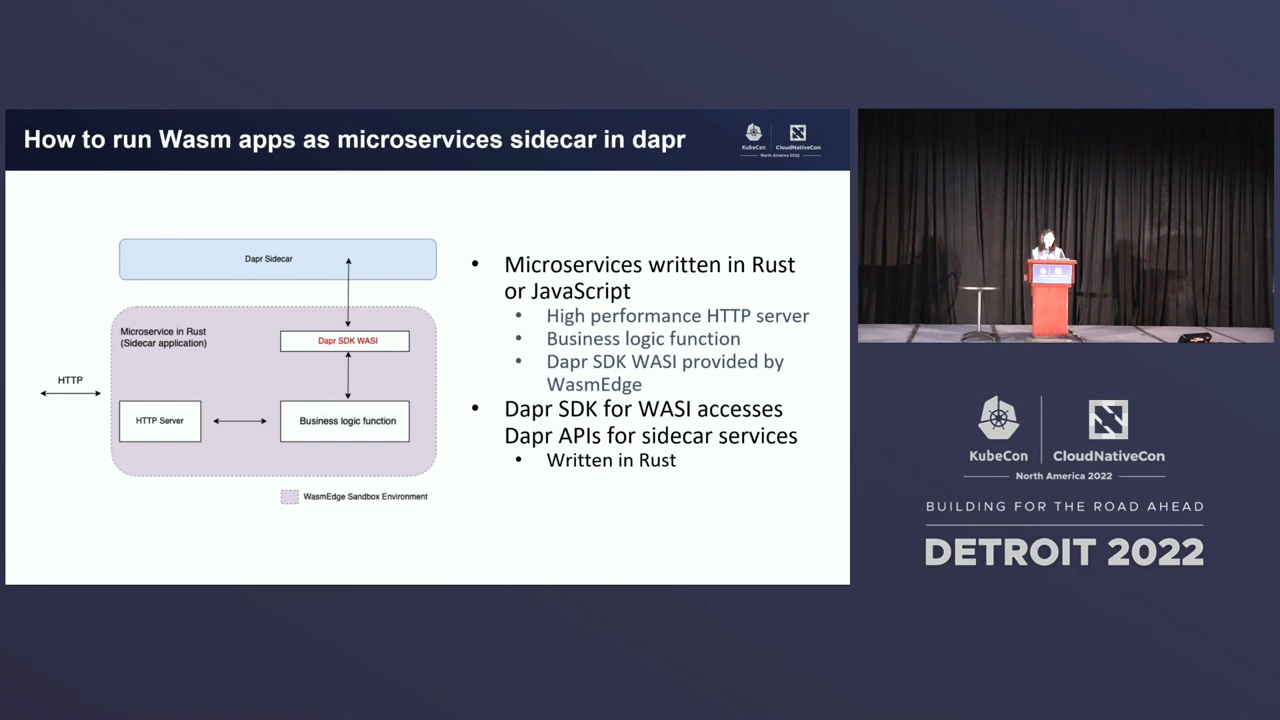 How to run Wasm apps as microservices sidecar in dapr
KubeCon
CloudNativeCon
North America 2022
Dapr Sidecar
Microservice in Rust
(Sidecar application)
Dapr SDK WASI
HTTP
HTTP Server
Business logic function
WasmEdge Sandbox Environment
• Microservices written in Rust
or JavaScript
• High performance HTTP server
• Business logic function
• Dapr SDK WASI provided by
WasmEdge
• Dapr SDK for WASI accesses
Dapr APIs for sidecar services
• Written in Rust
KubeCon
CloudNativeCon
North America 2022
BUILDING FOR THE ROAD AHEAD
DETROIT 2022